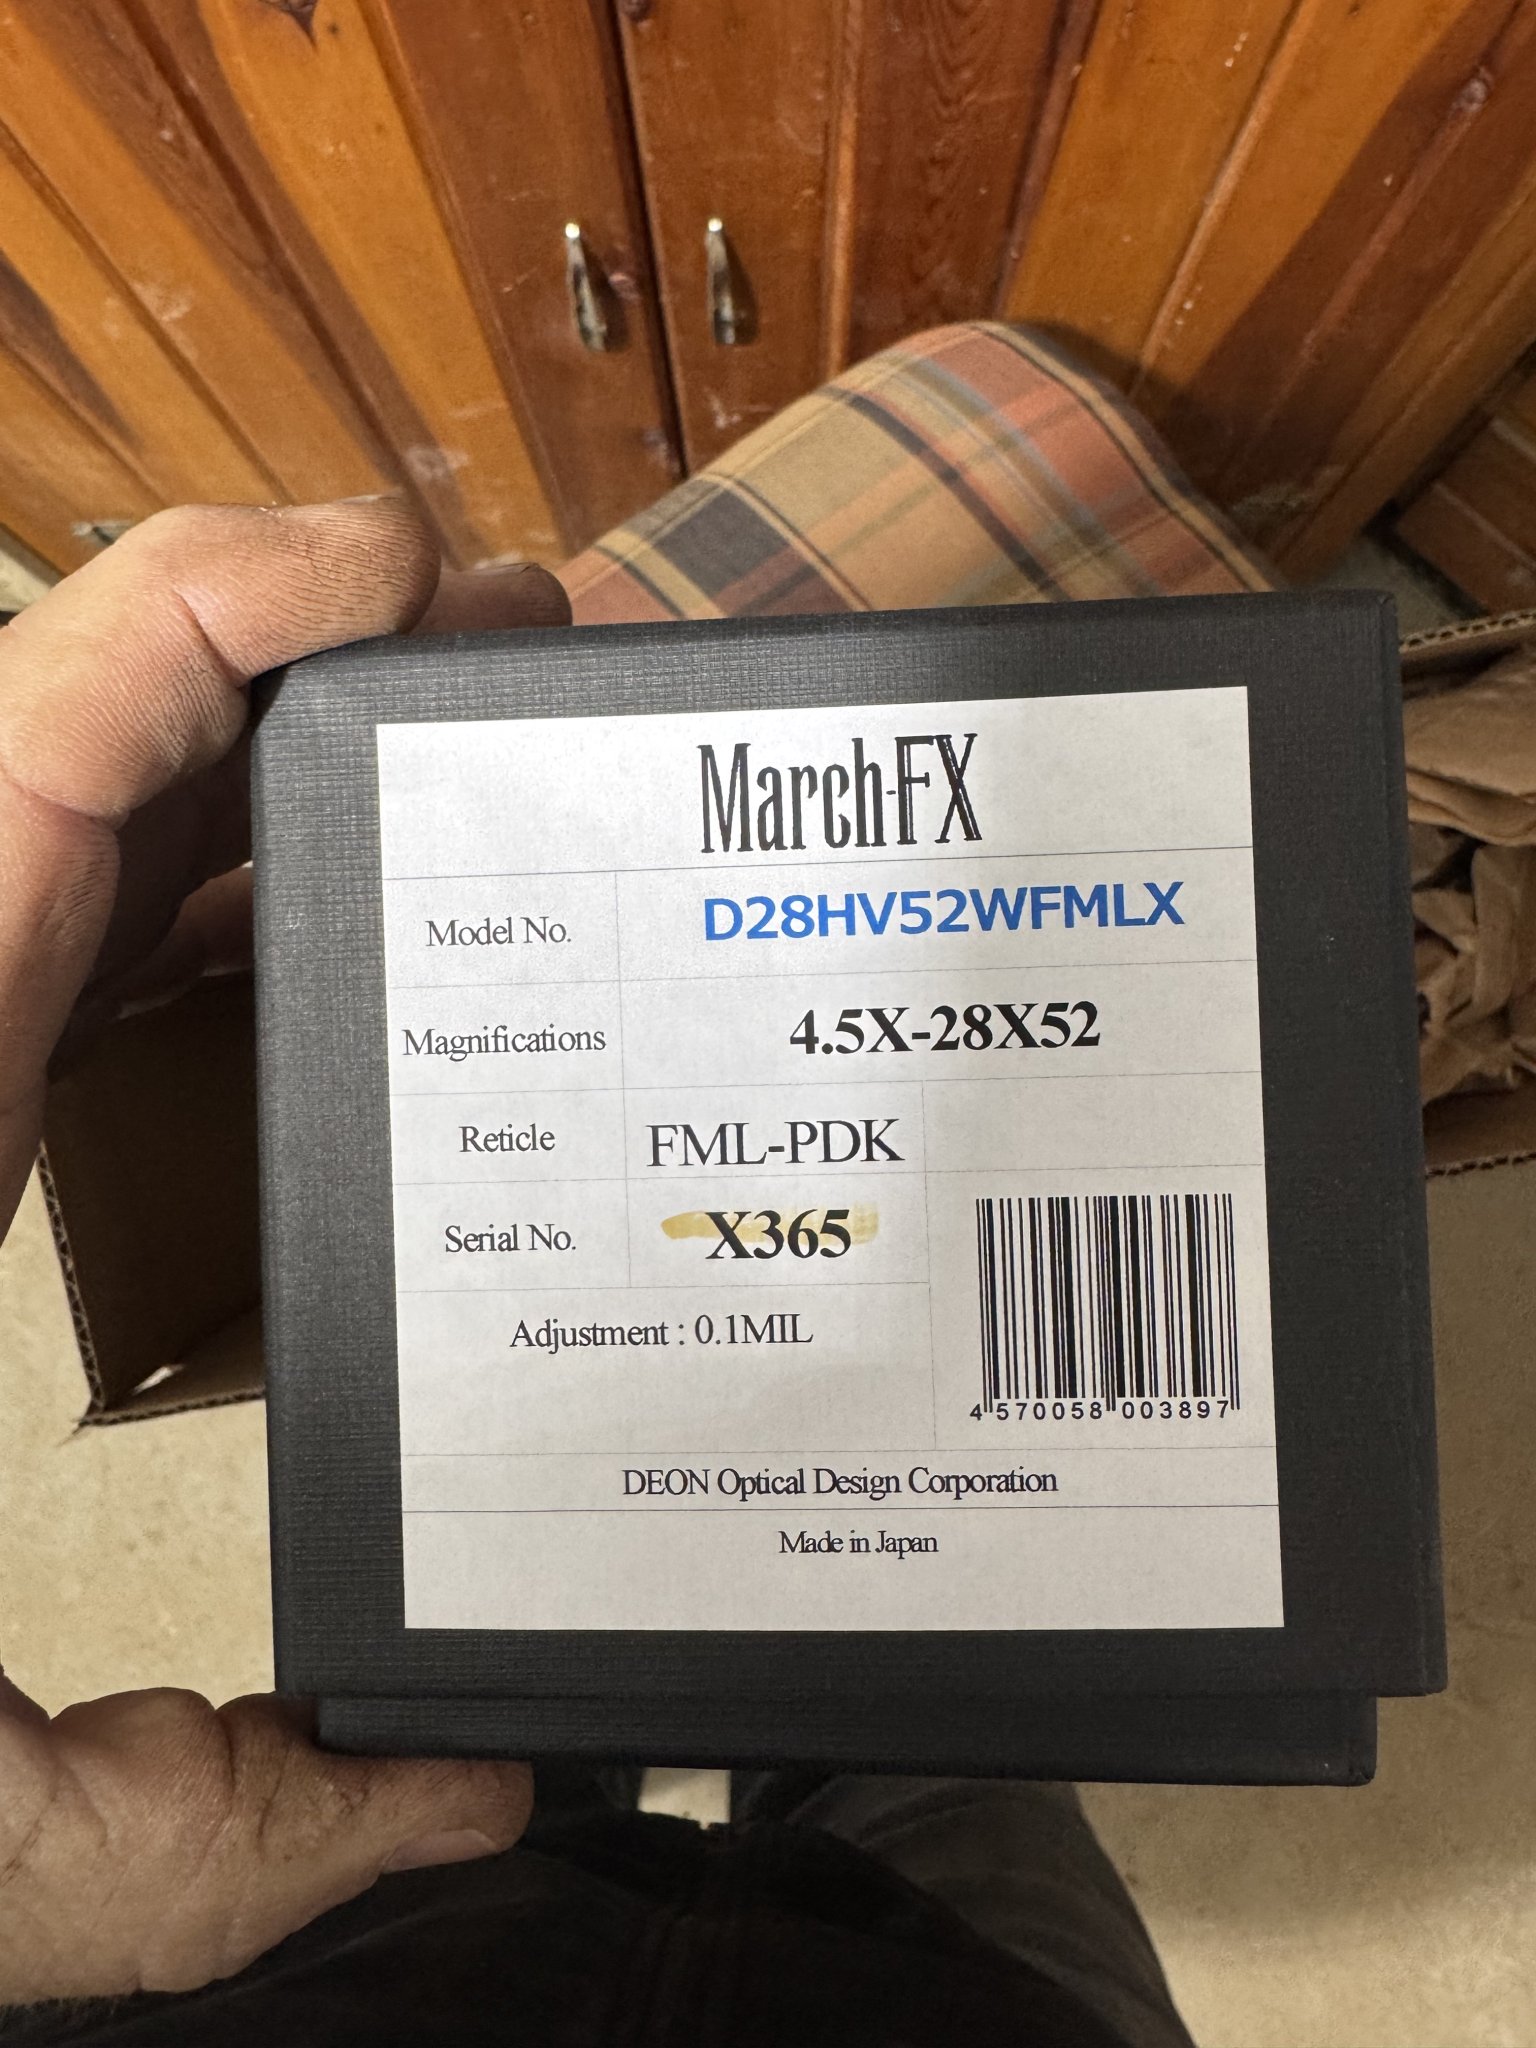 March-FX
Model No. D28HV52WFMLX
Magnifications 4.5X-28X52
Reticle FML-PDK
Serial No. X365
Adjustment : 0.1MIL
4 570058 003897
DEON Optical Design Corporation
Made in Japan